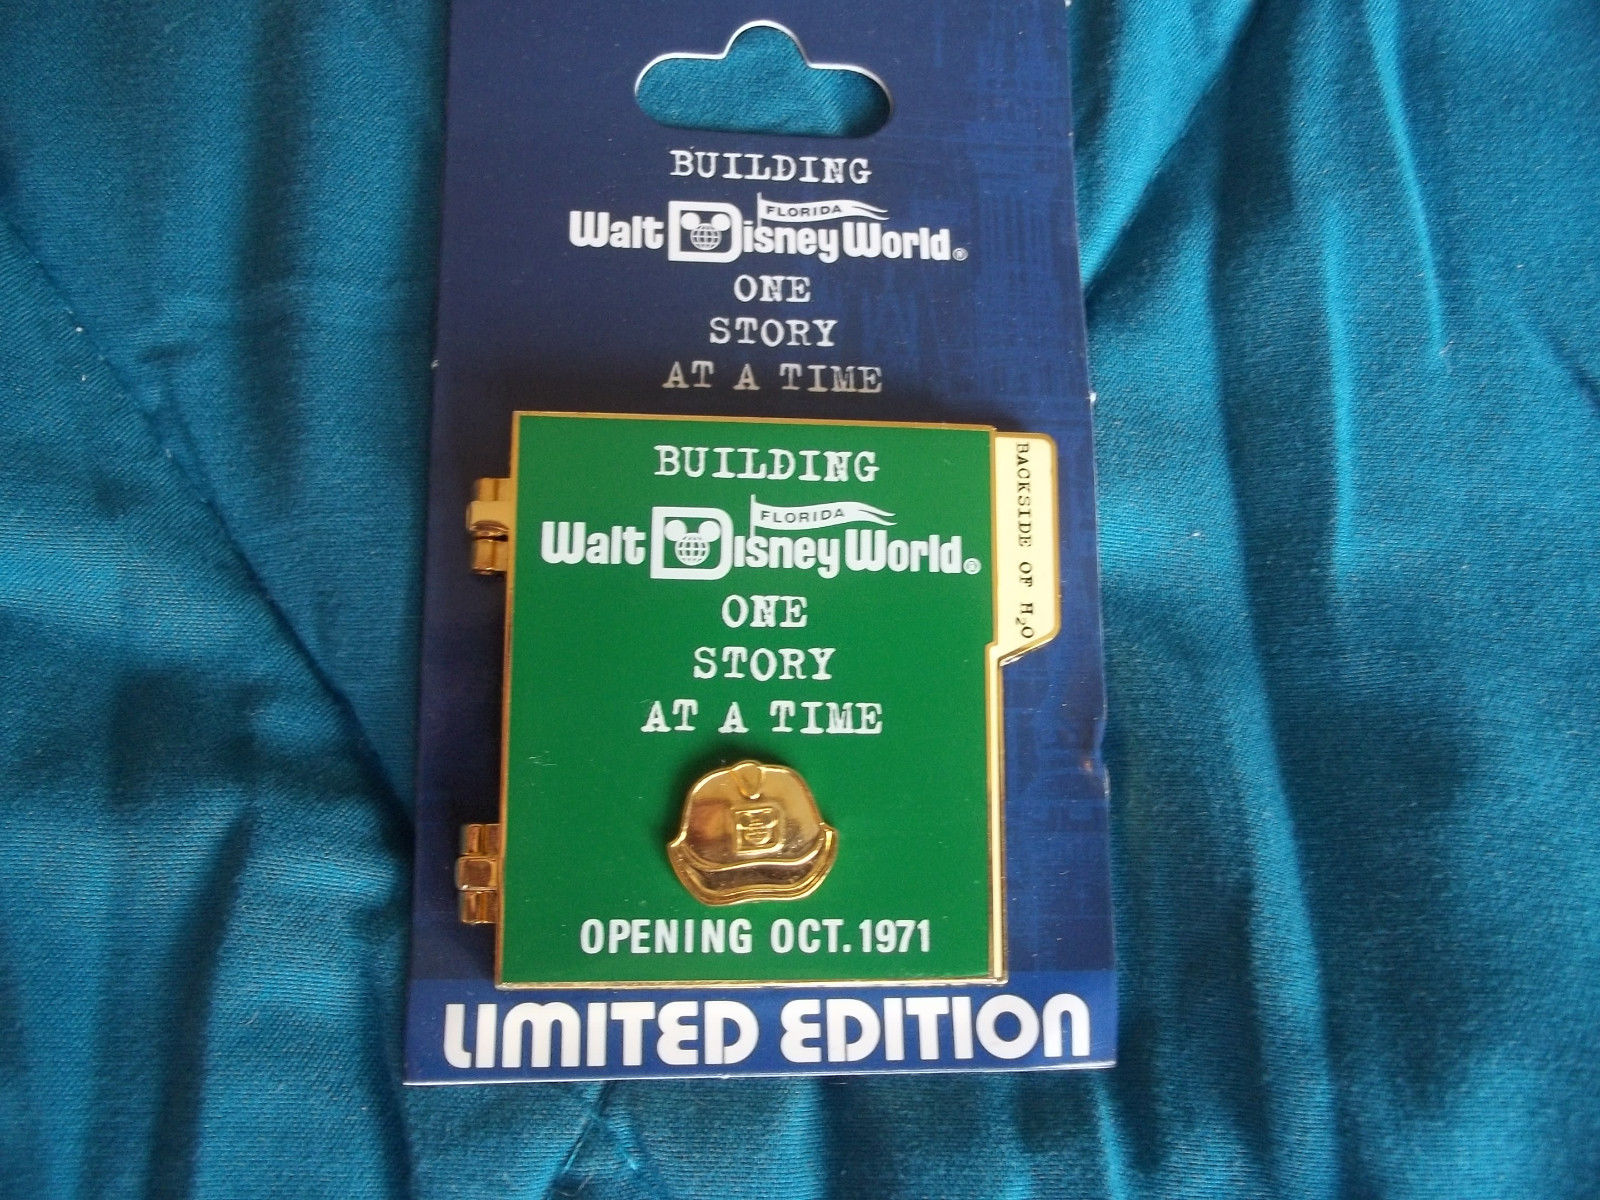 BUILDING
FLORIDA
Walt Disney World®
ONE
STORY
AT A TIME
BUILDING
FLORIDA
Walt Disney World®
ONE
STORY
AT A TIME
OPENING OCT. 1971
BACKSIDE OF H₂O
LIMITED EDITION